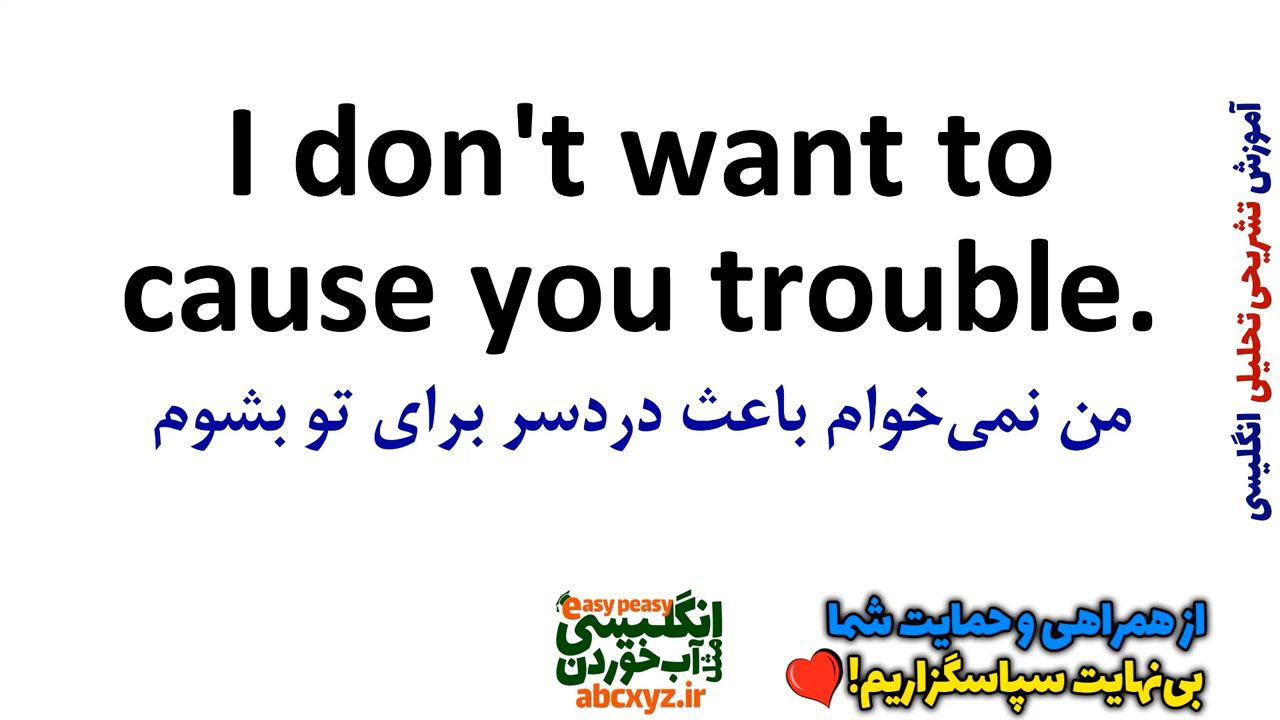 I don't want to
cause you trouble.
من نمی‌خوام باعث دردسر برای تو بشوم
آموزش تشریحی تحلیلی انگلیسی
easy peasy
انگلیسی
مثل
آب خوردن
abcxyz.ir
از همراهی و حمایت شما
بی‌نهایت سپاسگزاریم!